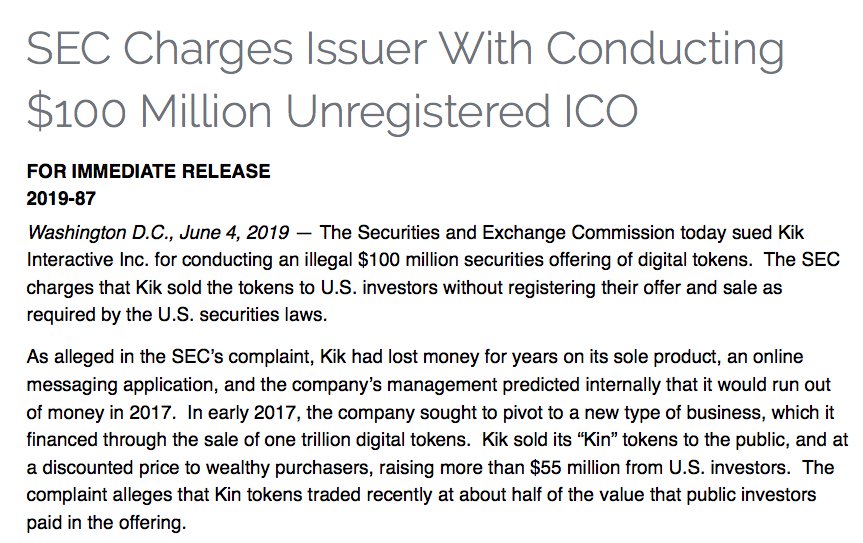 SEC Charges Issuer With Conducting
$100 Million Unregistered ICO
FOR IMMEDIATE RELEASE
2019-87
Washington D.C., June 4, 2019 — The Securities and Exchange Commission today sued Kik
Interactive Inc. for conducting an illegal $100 million securities offering of digital tokens.  The SEC
charges that Kik sold the tokens to U.S. investors without registering their offer and sale as
required by the U.S. securities laws.
As alleged in the SEC’s complaint, Kik had lost money for years on its sole product, an online
messaging application, and the company’s management predicted internally that it would run out
of money in 2017.  In early 2017, the company sought to pivot to a new type of business, which it
financed through the sale of one trillion digital tokens.  Kik sold its “Kin” tokens to the public, and at
a discounted price to wealthy purchasers, raising more than $55 million from U.S. investors.  The
complaint alleges that Kin tokens traded recently at about half of the value that public investors
paid in the offering.